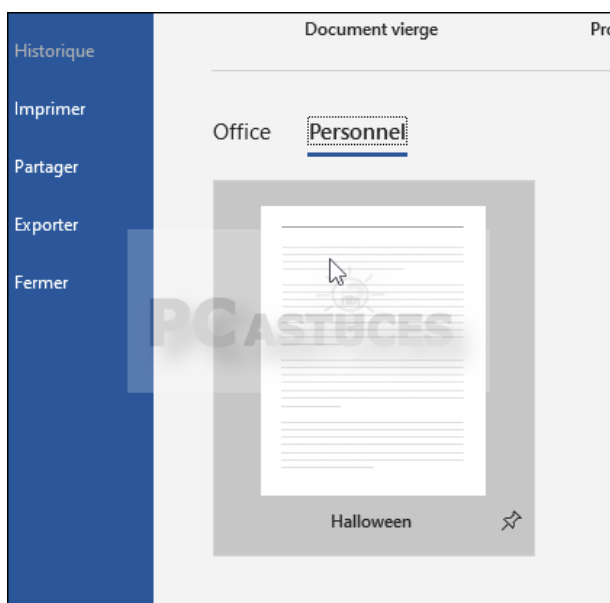 Document vierge
Historique
Imprimer
Office Personnel
Partager
Exporter
Fermer
PC ASTUCES
Halloween